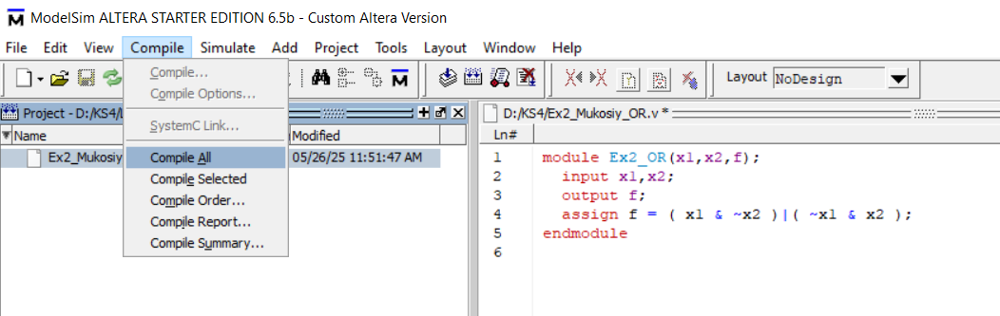 ModelSim ALTERA STARTER EDITION 6.5b - Custom Altera Version
File Edit View Compile Simulate Add Project Tools Layout Window Help
Layout NoDesign
Compile...
Compile Options...
SystemC Link...
Compile All
Compile Selected
Compile Order...
Compile Report...
Compile Summary...
Project - D:/KS4/
Name Modified
Ex2_Mukosiy 05/26/25 11:51:47 AM
D:/KS4/Ex2_Mukosiy_OR.v *
Ln#
1 module Ex2_OR(x1,x2,f);
2 input x1,x2;
3 output f;
4 assign f = ( x1 & ~x2 )|( ~x1 & x2 );
5 endmodule
6